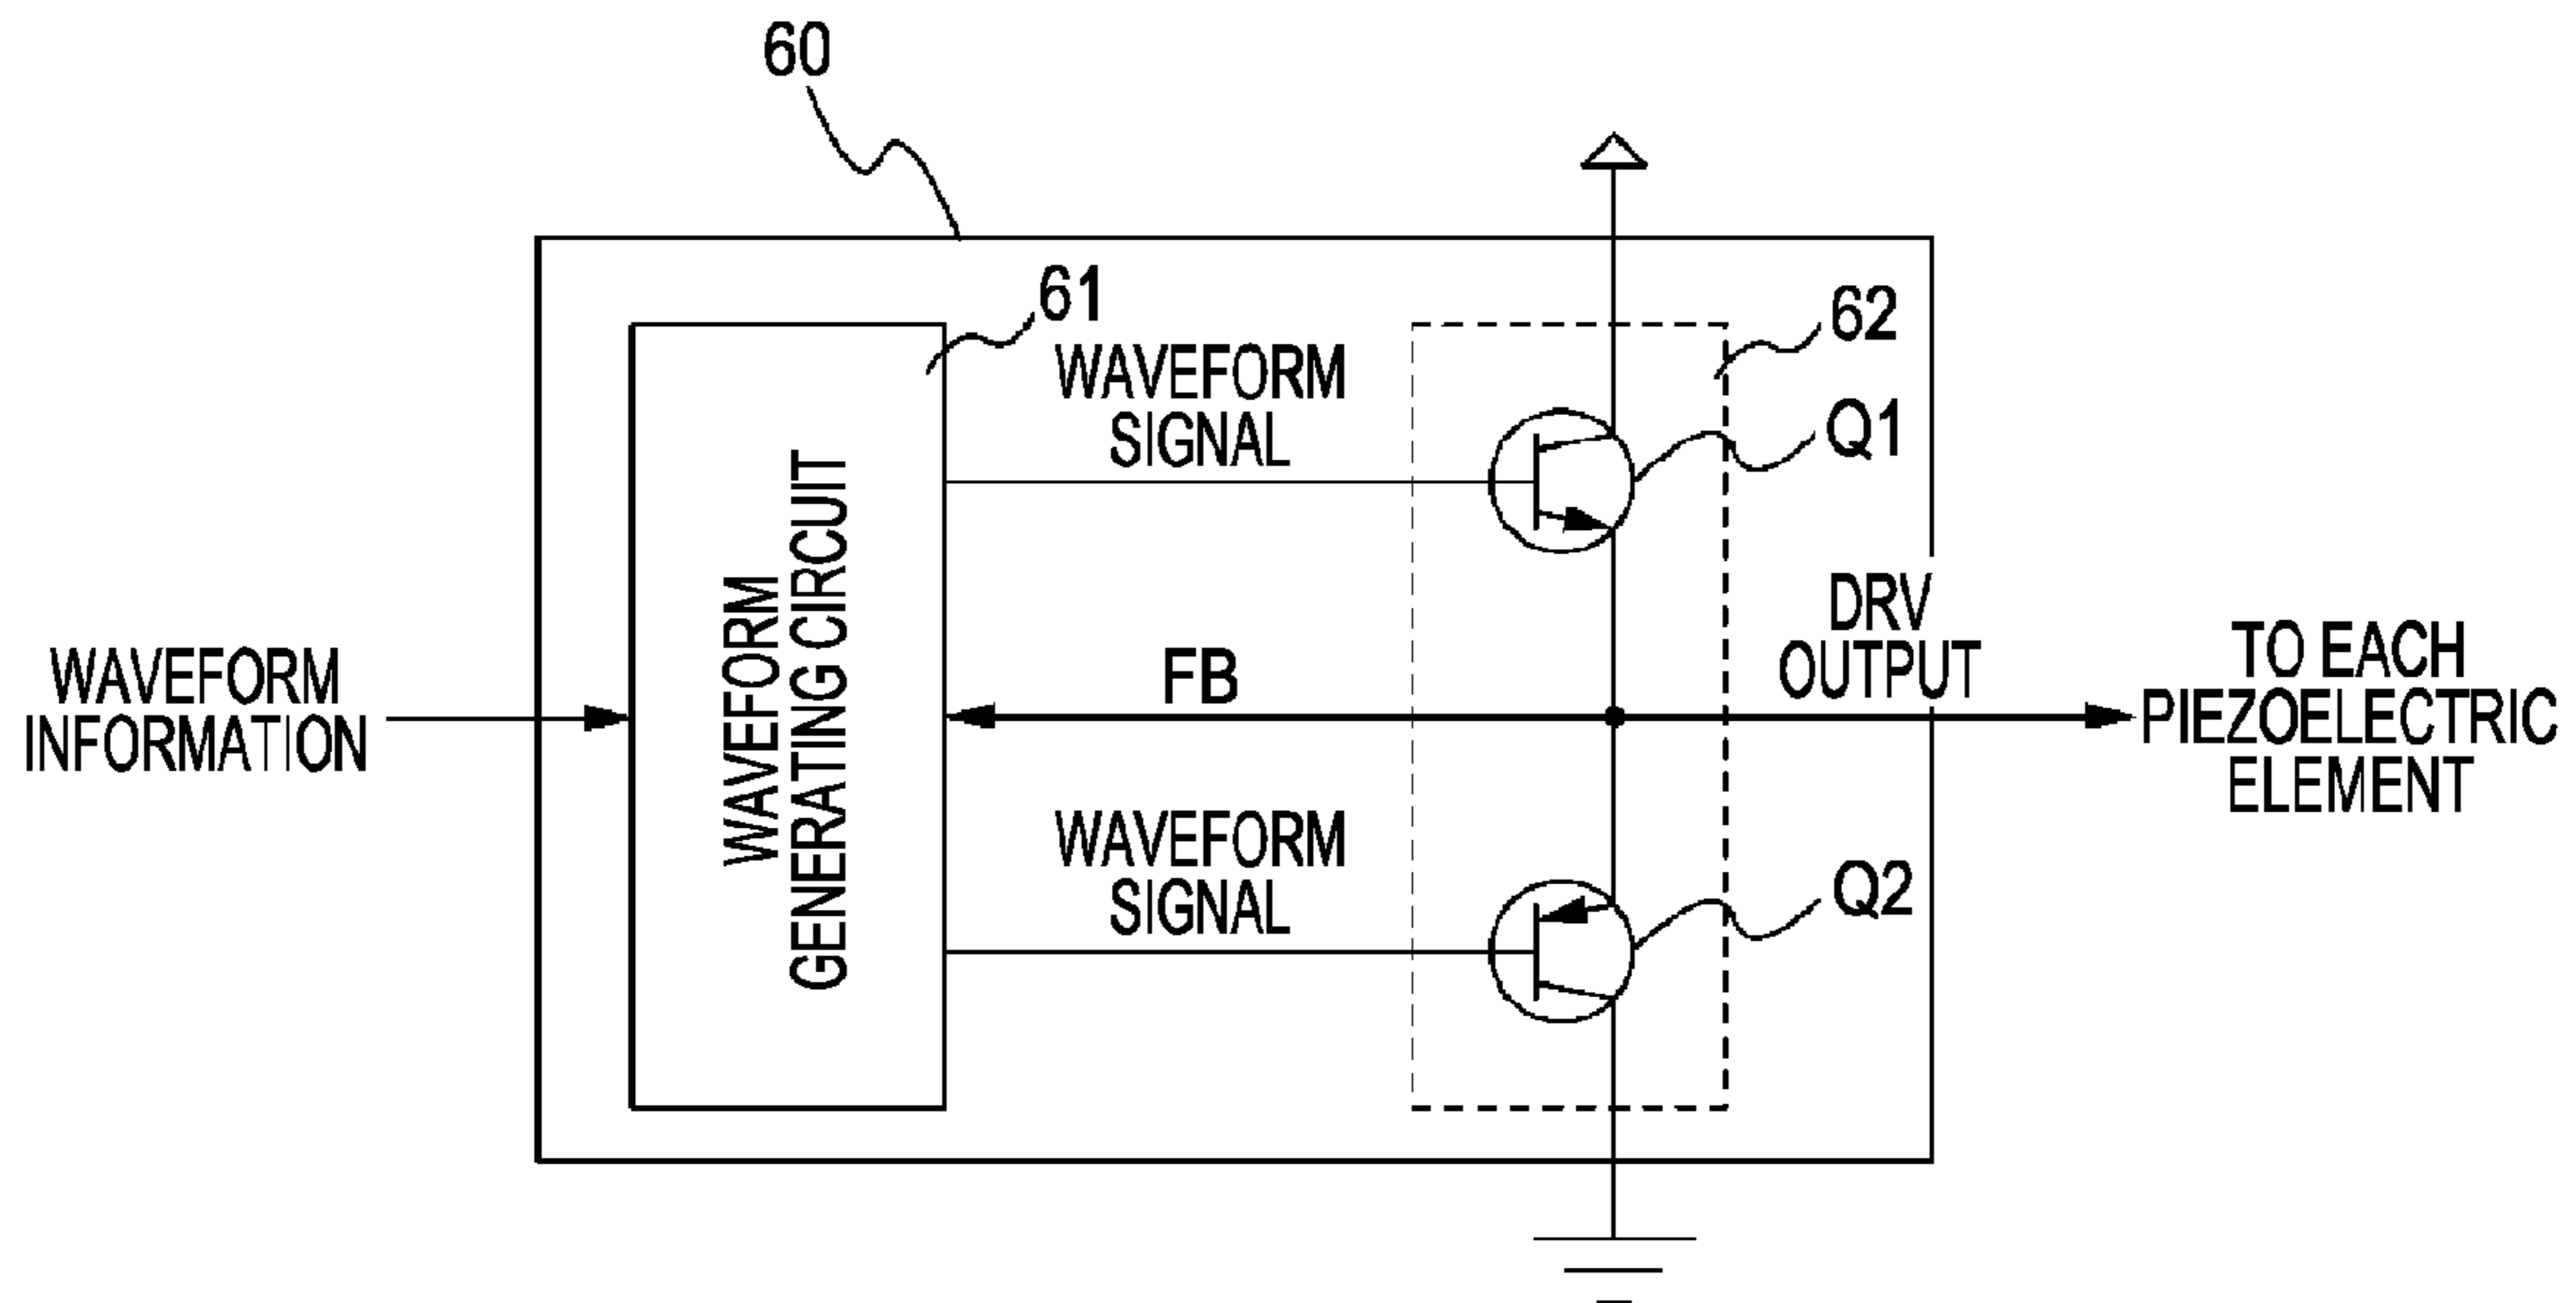 60
61
62
WAVEFORM
SIGNAL
Q1
WAVEFORM
GENERATING CIRCUIT
DRV
OUTPUT
WAVEFORM
INFORMATION
FB
TO EACH
PIEZOELECTRIC
ELEMENT
WAVEFORM
SIGNAL
Q2